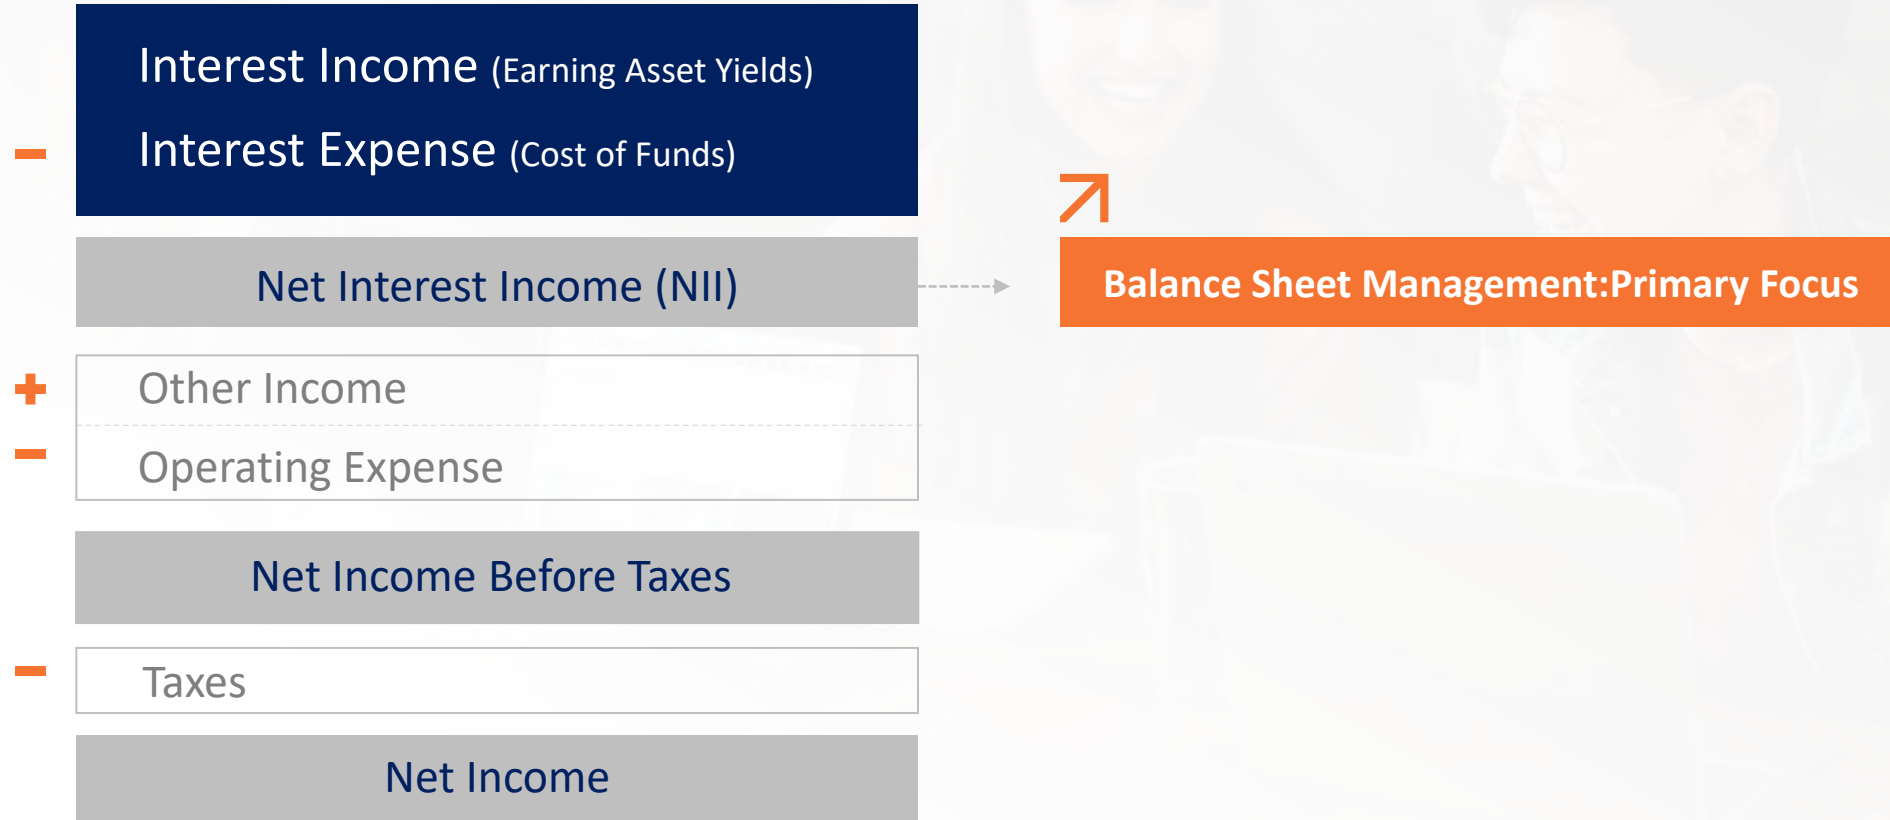 Interest Income (Earning Asset Yields)
Interest Expense (Cost of Funds)
Net Interest Income (NII)
Balance Sheet Management:Primary Focus
Other Income
Operating Expense
Net Income Before Taxes
Taxes
Net Income